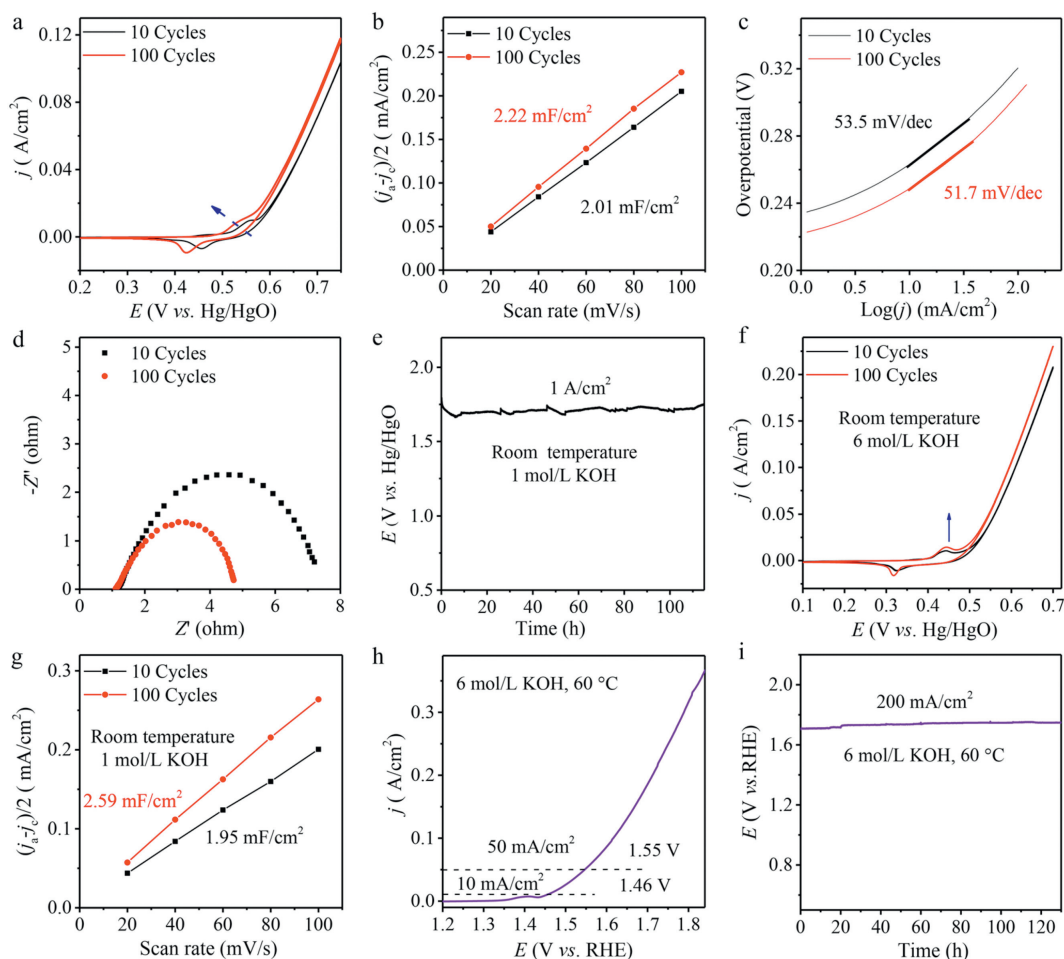 a
0.12
0.08
0.04
0.00
j ( A/cm²)
10 Cycles
100 Cycles
0.2 0.3 0.4 0.5 0.6 0.7
E (V vs. Hg/HgO)
b
0.25
0.20
0.15
0.10
0.05
0.00
(jₐ-j꜀)/2 ( mA/cm²)
10 Cycles
100 Cycles
2.22 mF/cm²
2.01 mF/cm²
0 20 40 60 80 100
Scan rate (mV/s)
c
0.32
0.28
0.24
0.20
Overpotential (V)
10 Cycles
100 Cycles
53.5 mV/dec
51.7 mV/dec
0.0 0.5 1.0 1.5 2.0
Log(j) (mA/cm²)
d
5
4
3
2
1
0
-Z'' (ohm)
10 Cycles
100 Cycles
0 2 4 6 8
Z' (ohm)
e
2.0
1.5
1.0
0.5
E (V vs. Hg/HgO
1 A/cm²
Room temperature
1 mol/L KOH
0 20 40 60 80 100
Time (h)
f
0.20
0.15
0.10
0.05
0.00
j ( A/cm²)
10 Cycles
100 Cycles
Room temperature
6 mol/L KOH
0.1 0.2 0.3 0.4 0.5 0.6 0.7
E (V vs. Hg/HgO)
g
0.3
0.2
0.1
0.0
(jₐ-j꜀)/2 ( mA/cm²)
10 Cycles
100 Cycles
Room temperature
1 mol/L KOH
2.59 mF/cm²
1.95 mF/cm²
0 20 40 60 80 100
Scan rate (mV/s)
h
0.3
0.2
0.1
0.0
j ( A/cm²)
6 mol/L KOH, 60 °C
50 mA/cm²
1.55 V
10 mA/cm²
1.46 V
1.2 1.3 1.4 1.5 1.6 1.7 1.8
E (V vs. RHE)
i
2.1
1.8
1.5
1.2
0.9
0.6
E (V vs.RHE)
200 mA/cm²
6 mol/L KOH, 60 °C
0 20 40 60 80 100 120
Time (h)